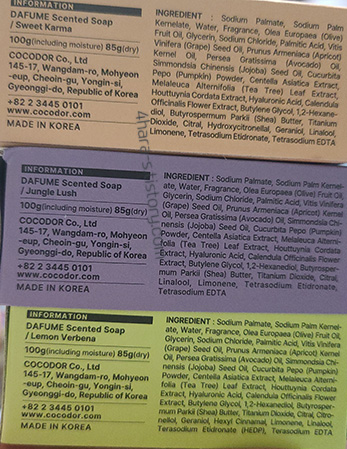 INFORMATION
DAFUME Scented Soap
/ Sweet Karma
100g(including moisture) 85g(dry)
COCODOR Co., Ltd
145-17, Wangdam-ro, Mohyeon
-eup, Cheoin-gu, Yongin-si,
Gyeonggi-do, Republic of Korea
+82 2 3445 0101
www.cocodor.com
MADE IN KOREA
INGREDIENT : Sodium Palmate, Sodium Palm
Kernelate, Water, Fragrance, Olea Europaea (Olive)
Fruit Oil, Glycerin, Sodium Chloride, Palmitic Acid, Vitis
Vinifera (Grape) Seed Oil, Prunus Armeniaca (Apricot)
Kernel Oil, Persea Gratissima (Avocado) Oil,
Simmondsia Chinensis (Jojoba) Seed Oil, Cucurbita
Pepo (Pumpkin) Powder, Centella Asiatica Extract,
Melaleuca Alternifolia (Tea Tree) Leaf Extract,
Houttuynia Cordata Extract, Hyaluronic Acid, Calendula
Officinalis Flower Extract, Butylene Glycol, 1,2-Hexane-
diol, Butyrospermum Parkii (Shea) Butter, Titanium
Dioxide, Citral, Hydroxycitronellal, Geraniol, Linalool,
Limonene, Tetrasodium Etidronate, Tetrasodium EDTA
INFORMATION
DAFUME Scented Soap
/ Jungle Lush
100g(including moisture) 85g(dry)
COCODOR Co., Ltd
145-17, Wangdam-ro, Mohyeon
-eup, Cheoin-gu, Yongin-si,
Gyeonggi-do, Republic of Korea
+82 2 3445 0101
www.cocodor.com
MADE IN KOREA
INGREDIENT : Sodium Palmate, Sodium Palm Kernel-
ate, Water, Fragrance, Olea Europaea (Olive) Fruit Oil,
Glycerin, Sodium Chloride, Palmitic Acid, Vitis Vinifera
(Grape) Seed Oil, Prunus Armeniaca (Apricot) Kernel
Oil, Persea Gratissima (Avocado) Oil, Simmondsia Chi-
nensis (Jojoba) Seed Oil, Cucurbita Pepo (Pumpkin)
Powder, Centella Asiatica Extract, Melaleuca Alterni-
folia (Tea Tree) Leaf Extract, Houttuynia Cordata
Extract, Hyaluronic Acid, Calendula Officinalis Flower
Extract, Butylene Glycol, 1,2-Hexanediol, Butyrosper-
mum Parkii (Shea) Butter, Titanium Dioxide, Citral,
Linalool, Limonene, Tetrasodium Etidronate,
Tetrasodium EDTA
INFORMATION
DAFUME Scented Soap
/ Lemon Verbena
100g(including moisture) 85g(dry)
COCODOR Co., Ltd
145-17, Wangdam-ro, Mohyeon
-eup, Cheoin-gu, Yongin-si,
Gyeonggi-do, Republic of Korea
+82 2 3445 0101
www.cocodor.com
MADE IN KOREA
INGREDIENT : Sodium Palmate, Sodium Palm Kernel-
ate, Water, Fragrance, Olea Europaea (Olive) Fruit Oil,
Glycerin, Sodium Chloride, Palmitic Acid, Vitis Vinifera
(Grape) Seed Oil, Prunus Armeniaca (Apricot) Kernel
Oil, Persea Gratissima (Avocado) Oil, Simmondsia Chi-
nensis (Jojoba) Seed Oil, Cucurbita Pepo (Pumpkin)
Powder, Centella Asiatica Extract, Melaleuca Alterni-
folia (Tea Tree) Leaf Extract, Houttuynia Cordata
Extract, Hyaluronic Acid, Calendula Officinalis Flower
Extract, Butylene Glycol, 1,2-Hexanediol, Butyrosper-
mum Parkii (Shea) Butter, Titanium Dioxide, Citral, Citro-
nellol, Geraniol, Hexyl Cinnamal, Limonene, Linalool,
Tetrasodium Etidronate (HEDP), Tetrasodium EDTA